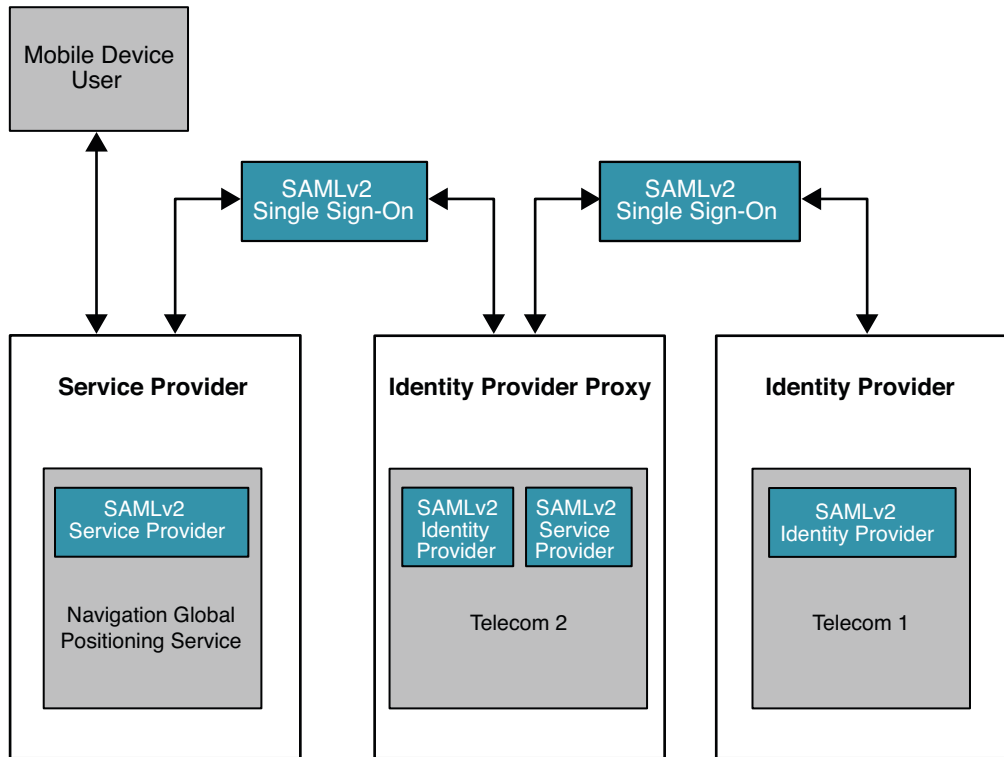 Mobile Device
User
SAMLv2
Single Sign-On
SAMLv2
Single Sign-On
Service Provider
SAMLv2
Service Provider
Navigation Global
Positioning Service
Identity Provider Proxy
SAMLv2
Identity
Provider
SAMLv2
Service
Provider
Telecom 2
Identity Provider
SAMLv2
Identity Provider
Telecom 1